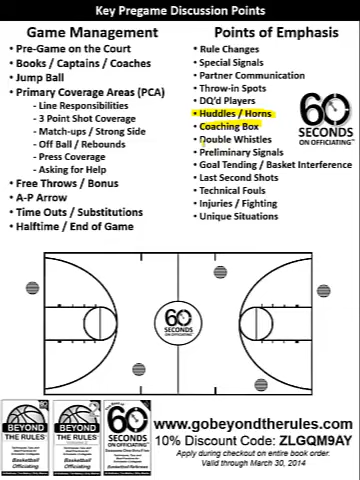 Key Pregame Discussion Points
Game Management
• Pre-Game on the Court
• Books / Captains / Coaches
• Jump Ball
• Primary Coverage Areas (PCA)
- Line Responsibilities
- 3 Point Shot Coverage
- Match-ups / Strong Side
- Off Ball / Rebounds
- Press Coverage
- Asking for Help
• Free Throws / Bonus
• A-P Arrow
• Time Outs / Substitutions
• Halftime / End of Game
Points of Emphasis
• Rule Changes
• Special Signals
• Partner Communication
• Throw-in Spots
• DQ'd Players
• Huddles / Horns
• Coaching Box
• Double Whistles
• Preliminary Signals
• Goal Tending / Basket Interference
• Last Second Shots
• Technical Fouls
• Injuries / Fighting
• Unique Situations
60
SECONDS
ON OFFICIATING
60
SECONDS
ON OFFICIATING
BEYOND
THE RULES
Basketball
Officiating
BEYOND
THE RULES
Basketball
Officiating
60
SECONDS
ON OFFICIATING
www.gobeyondtherules.com
10% Discount Code: ZLGQM9AY
Apply during checkout on entire book order.
Valid through March 30, 2014